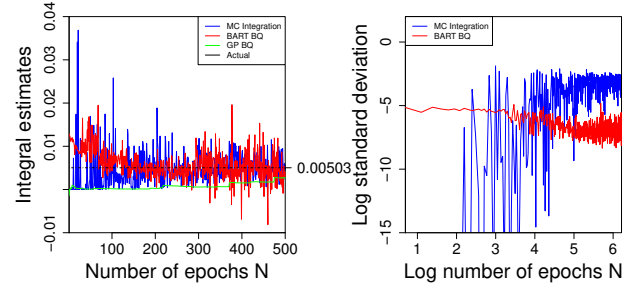 Integral estimates
0.04
0.03
0.02
0.01
−0.01
MC Integration
BART BQ
GP BQ
Actual
0.00503
100 200 300 400 500
Number of epochs N
Log standard deviation
0
−5
−10
−15
MC Integration
BART BQ
1 2 3 4 5 6
Log number of epochs N